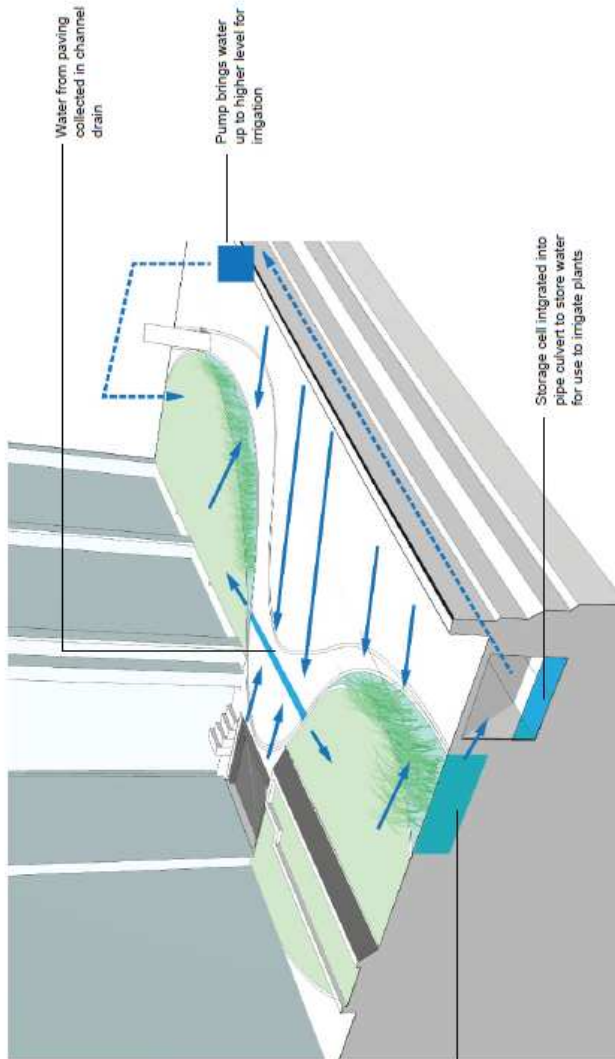 Water from paving
collected in channel
drain
Pump brings water
up to higher level for
irrigation
Storage cell intgrated into
pipe culvert to store water
for use to irrigate plants